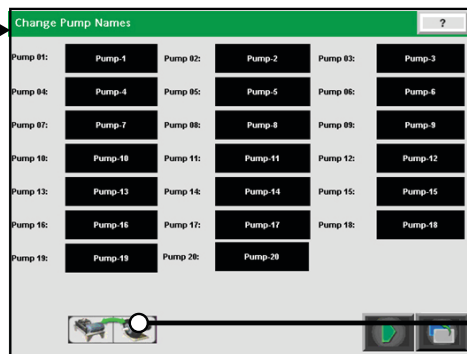 Change Pump Names ?
Pump 01: Pump-1 Pump 02: Pump-2 Pump 03: Pump-3
Pump 04: Pump-4 Pump 05: Pump-5 Pump 06: Pump-6
Pump 07: Pump-7 Pump 08: Pump-8 Pump 09: Pump-9
Pump 10: Pump-10 Pump 11: Pump-11 Pump 12: Pump-12
Pump 13: Pump-13 Pump 14: Pump-14 Pump 15: Pump-15
Pump 16: Pump-16 Pump 17: Pump-17 Pump 18: Pump-18
Pump 19: Pump-19 Pump 20: Pump-20